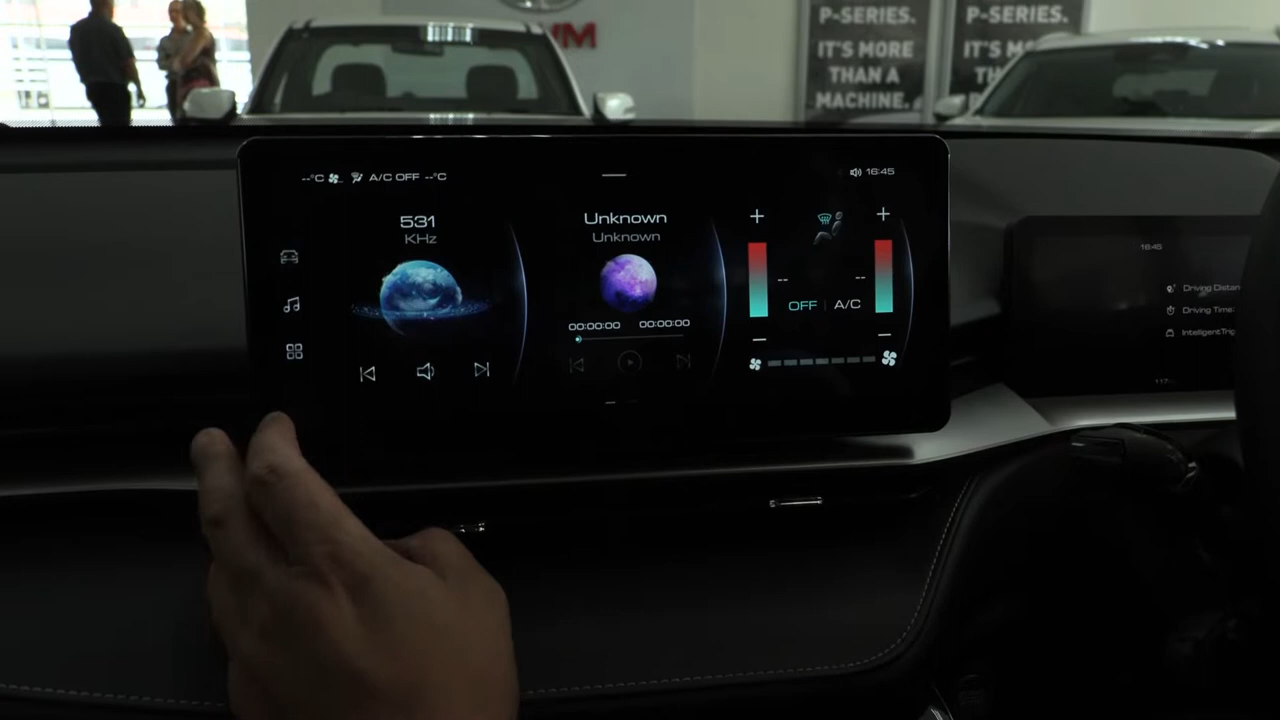 P-SERIES.
IT'S MORE
THAN A
MACHINE.
P-SERIES.
--°C A/C OFF --°C
16:45
531
KHz
Unknown
Unknown
00:00:00 00:00:00
+
+
--
--
OFF | A/C
16:45
Driving Distan
Driving Time:
IntelligentTrip